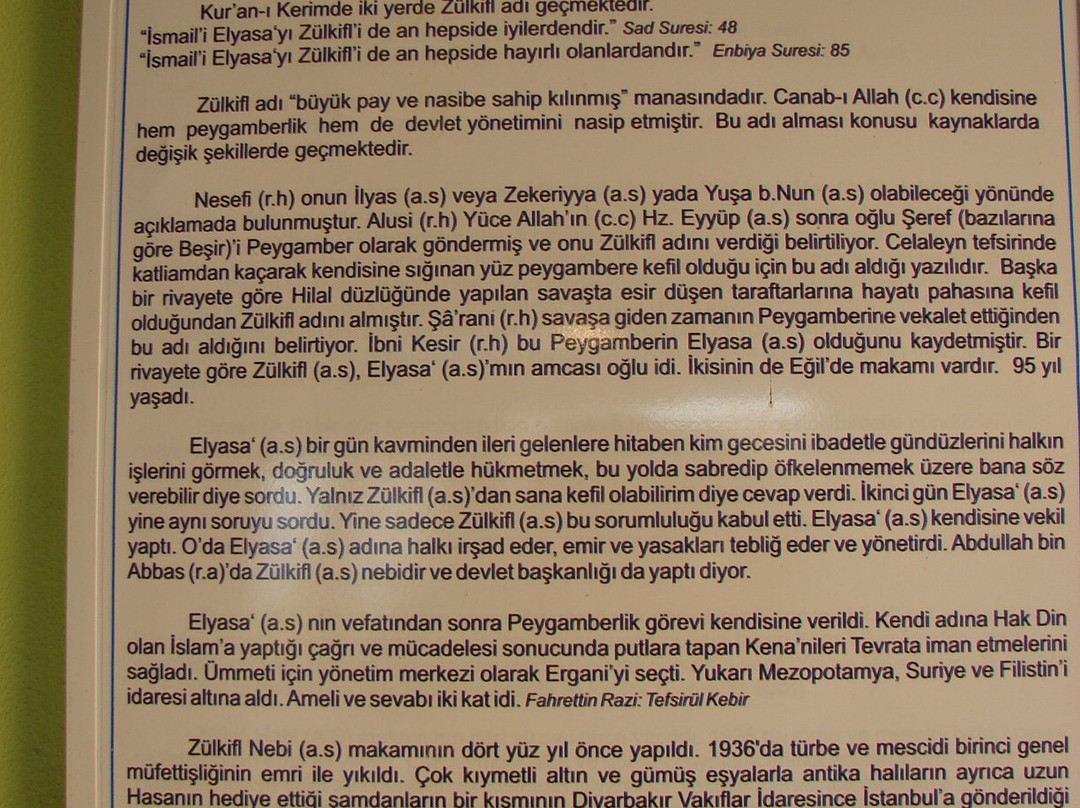 Kur'an-ı Kerimde iki yerde Zülkifl adı geçmektedir.
“İsmail'i Elyasa‘yı Zülkifl'i de an hepside iyilerdendir.” Sad Suresi: 48
“İsmail'i Elyasa‘yı Zülkifl'i de an hepside hayırlı olanlardandır.” Enbiya Suresi: 85
Zülkifl adı “büyük pay ve nasibe sahip kılınmış” manasındadır. Canab-ı Allah (c.c) kendisine
hem peygamberlik hem de devlet yönetimini nasip etmiştir. Bu adı alması konusu kaynaklarda
değişik şekillerde geçmektedir.
Nesefi (r.h) onun İlyas (a.s) veya Zekeriyya (a.s) yada Yuşa b.Nun (a.s) olabileceği yönünde
açıklamada bulunmuştur. Alusi (r.h) Yüce Allah'ın (c.c) Hz. Eyyüp (a.s) sonra oğlu Şeref (bazılarına
göre Beşir)'i Peygamber olarak göndermiş ve onu Zülkifl adını verdiği belirtiliyor. Celaleyn tefsirinde
katliamdan kaçarak kendisine sığınan yüz peygambere kefil olduğu için bu adı aldığı yazılıdır. Başka
bir rivayete göre Hilal düzlüğünde yapılan savaşta esir düşen taraftarlarına hayatı pahasına kefil
olduğundan Zülkifl adını almıştır. Şâ'rani (r.h) savaşa giden zamanın Peygamberine vekalet ettiğinden
bu adı aldığını belirtiyor. İbni Kesir (r.h) bu Peygamberin Elyasa (a.s) olduğunu kaydetmiştir. Bir
rivayete göre Zülkifl (a.s), Elyasa‘ (a.s)'mın amcası oğlu idi. İkisinin de Eğil'de makamı vardır. 95 yıl
yaşadı.
Elyasa‘ (a.s) bir gün kavminden ileri gelenlere hitaben kim gecesini ibadetle gündüzlerini halkın
işlerini görmek, doğruluk ve adaletle hükmetmek, bu yolda sabredip öfkelenmemek üzere bana söz
verebilir diye sordu. Yalnız Zülkifl (a.s)'dan sana kefil olabilirim diye cevap verdi. İkinci gün Elyasa‘ (a.s)
yine aynı soruyu sordu. Yine sadece Zülkifl (a.s) bu sorumluluğu kabul etti. Elyasa‘ (a.s) kendisine vekil
yaptı. O'da Elyasa‘ (a.s) adına halkı irşad eder, emir ve yasakları tebliğ eder ve yönetirdi. Abdullah bin
Abbas (r.a)'da Zülkifl (a.s) nebidir ve devlet başkanlığı da yaptı diyor.
Elyasa‘ (a.s) nın vefatından sonra Peygamberlik görevi kendisine verildi. Kendi adına Hak Din
olan İslam'a yaptığı çağrı ve mücadelesi sonucunda putlara tapan Kena'nileri Tevrata iman etmelerini
sağladı. Ümmeti için yönetim merkezi olarak Ergani'yi seçti. Yukarı Mezopotamya, Suriye ve Filistin'i
idaresi altına aldı. Ameli ve sevabı iki kat idi. Fahrettin Razi: Tefsirül Kebir
Zülkifl Nebi (a.s) makamının dört yüz yıl önce yapıldı. 1936'da türbe ve mescidi birinci genel
müfettişliğinin emri ile yıkıldı. Çok kıymetli altın ve gümüş eşyalarla antika halıların ayrıca uzun
Hasanın hediye ettiği şamdanların bir kısmının Diyarbakır Vakıflar İdaresince İstanbul'a gönderildiği